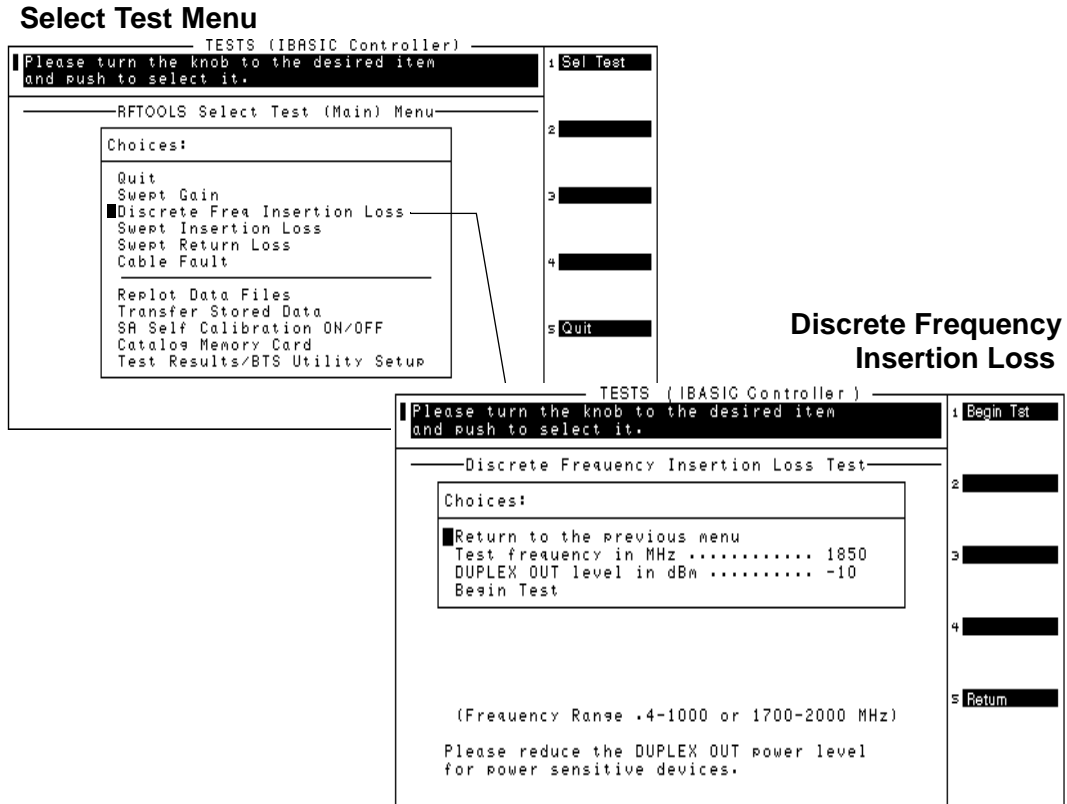 Select Test Menu
TESTS (IBASIC Controller)
Please turn the knob to the desired item
and push to select it.
RFTOOLS Select Test (Main) Menu
Choices:
Quit
Swept Gain
Discrete Freq Insertion Loss
Swept Insertion Loss
Swept Return Loss
Cable Fault
Replot Data Files
Transfer Stored Data
SA Self Calibration ON/OFF
Catalog Memory Card
Test Results/BTS Utility Setup
1 Sel Test
2
3
4
5 Quit
Discrete Frequency
Insertion Loss
TESTS (IBASIC Controller)
Please turn the knob to the desired item
and push to select it.
Discrete Frequency Insertion Loss Test
Choices:
Return to the previous menu
Test frequency in MHz ............ 1850
DUPLEX OUT level in dBm .......... -10
Begin Test
(Frequency Range .4-1000 or 1700-2000 MHz)
Please reduce the DUPLEX OUT power level
for power sensitive devices.
1 Begin Tst
2
3
4
5 Return